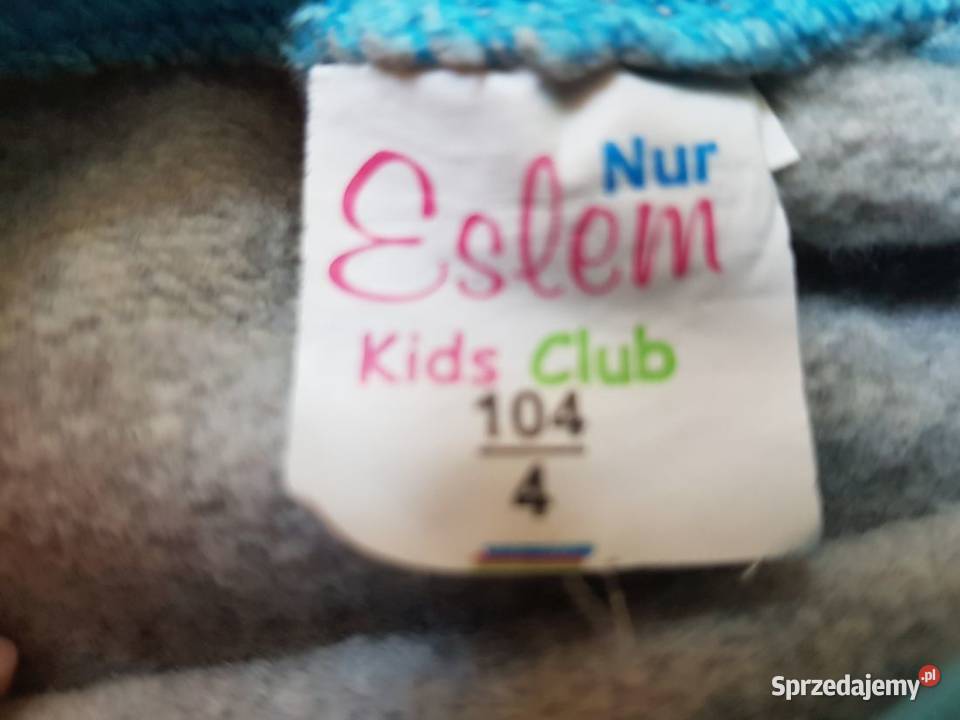 Nur
Eslem
Kids Club
104
4
Sprzedajemy.pl